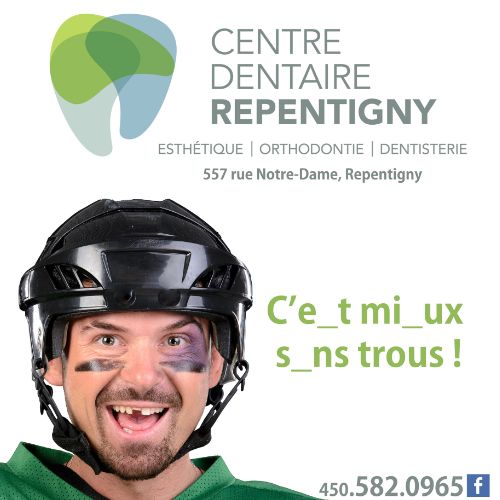 CENTRE
DENTAIRE
REPENTIGNY
ESTHÉTIQUE | ORTHODONTIE | DENTISTERIE
557 rue Notre-Dame, Repentigny
C'e_t mi_ux
s_ns trous !
450.582.0965 f